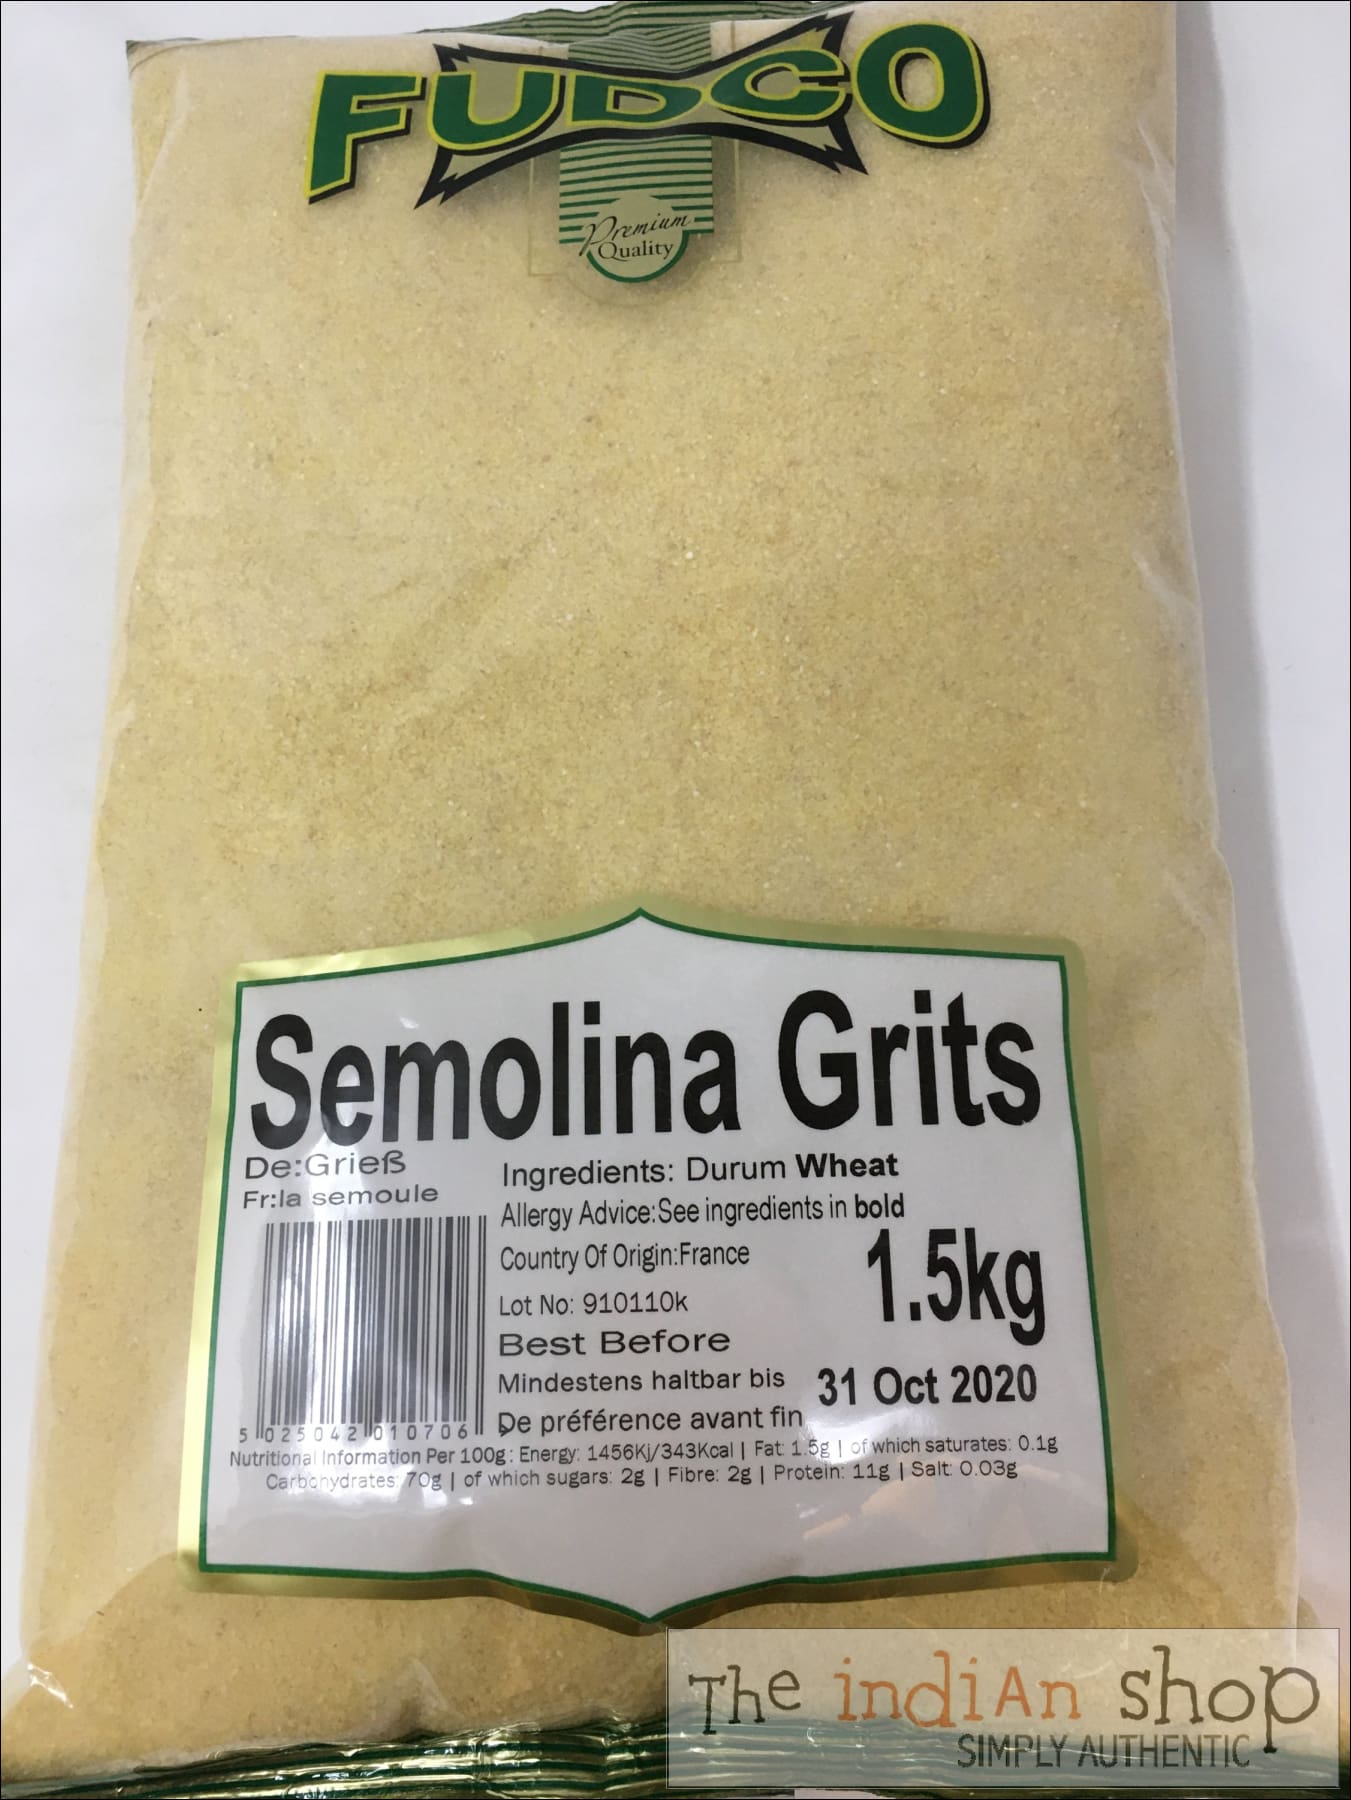 FUDCO
Premium
Quality
Semolina Grits
De:Grieß
Fr:la semoule
Ingredients: Durum Wheat
Allergy Advice:See ingredients in bold
Country Of Origin:France
1.5kg
Lot No: 910110k
Best Before
Mindestens haltbar bis
31 Oct 2020
De préférence avant fin
5 025042 010706
Nutritional Information Per 100g: Energy: 1456Kj/343Kcal | Fat: 1.5g | of which saturates: 0.1g
Carbohydrates: 70g | of which sugars: 2g | Fibre: 2g | Protein: 11g | Salt: 0.03g
The indiAn shop
SIMPLY AUTHENTIC